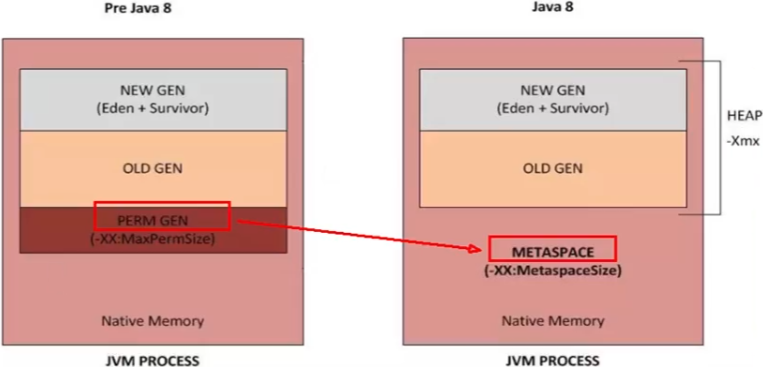 Pre Java 8
NEW GEN
(Eden + Survivor)
OLD GEN
PERM GEN
(-XX:MaxPermSize)
Native Memory
JVM PROCESS
Java 8
NEW GEN
(Eden + Survivor)
OLD GEN
HEAP
-Xmx
METASPACE
(-XX:MetaspaceSize)
Native Memory
JVM PROCESS